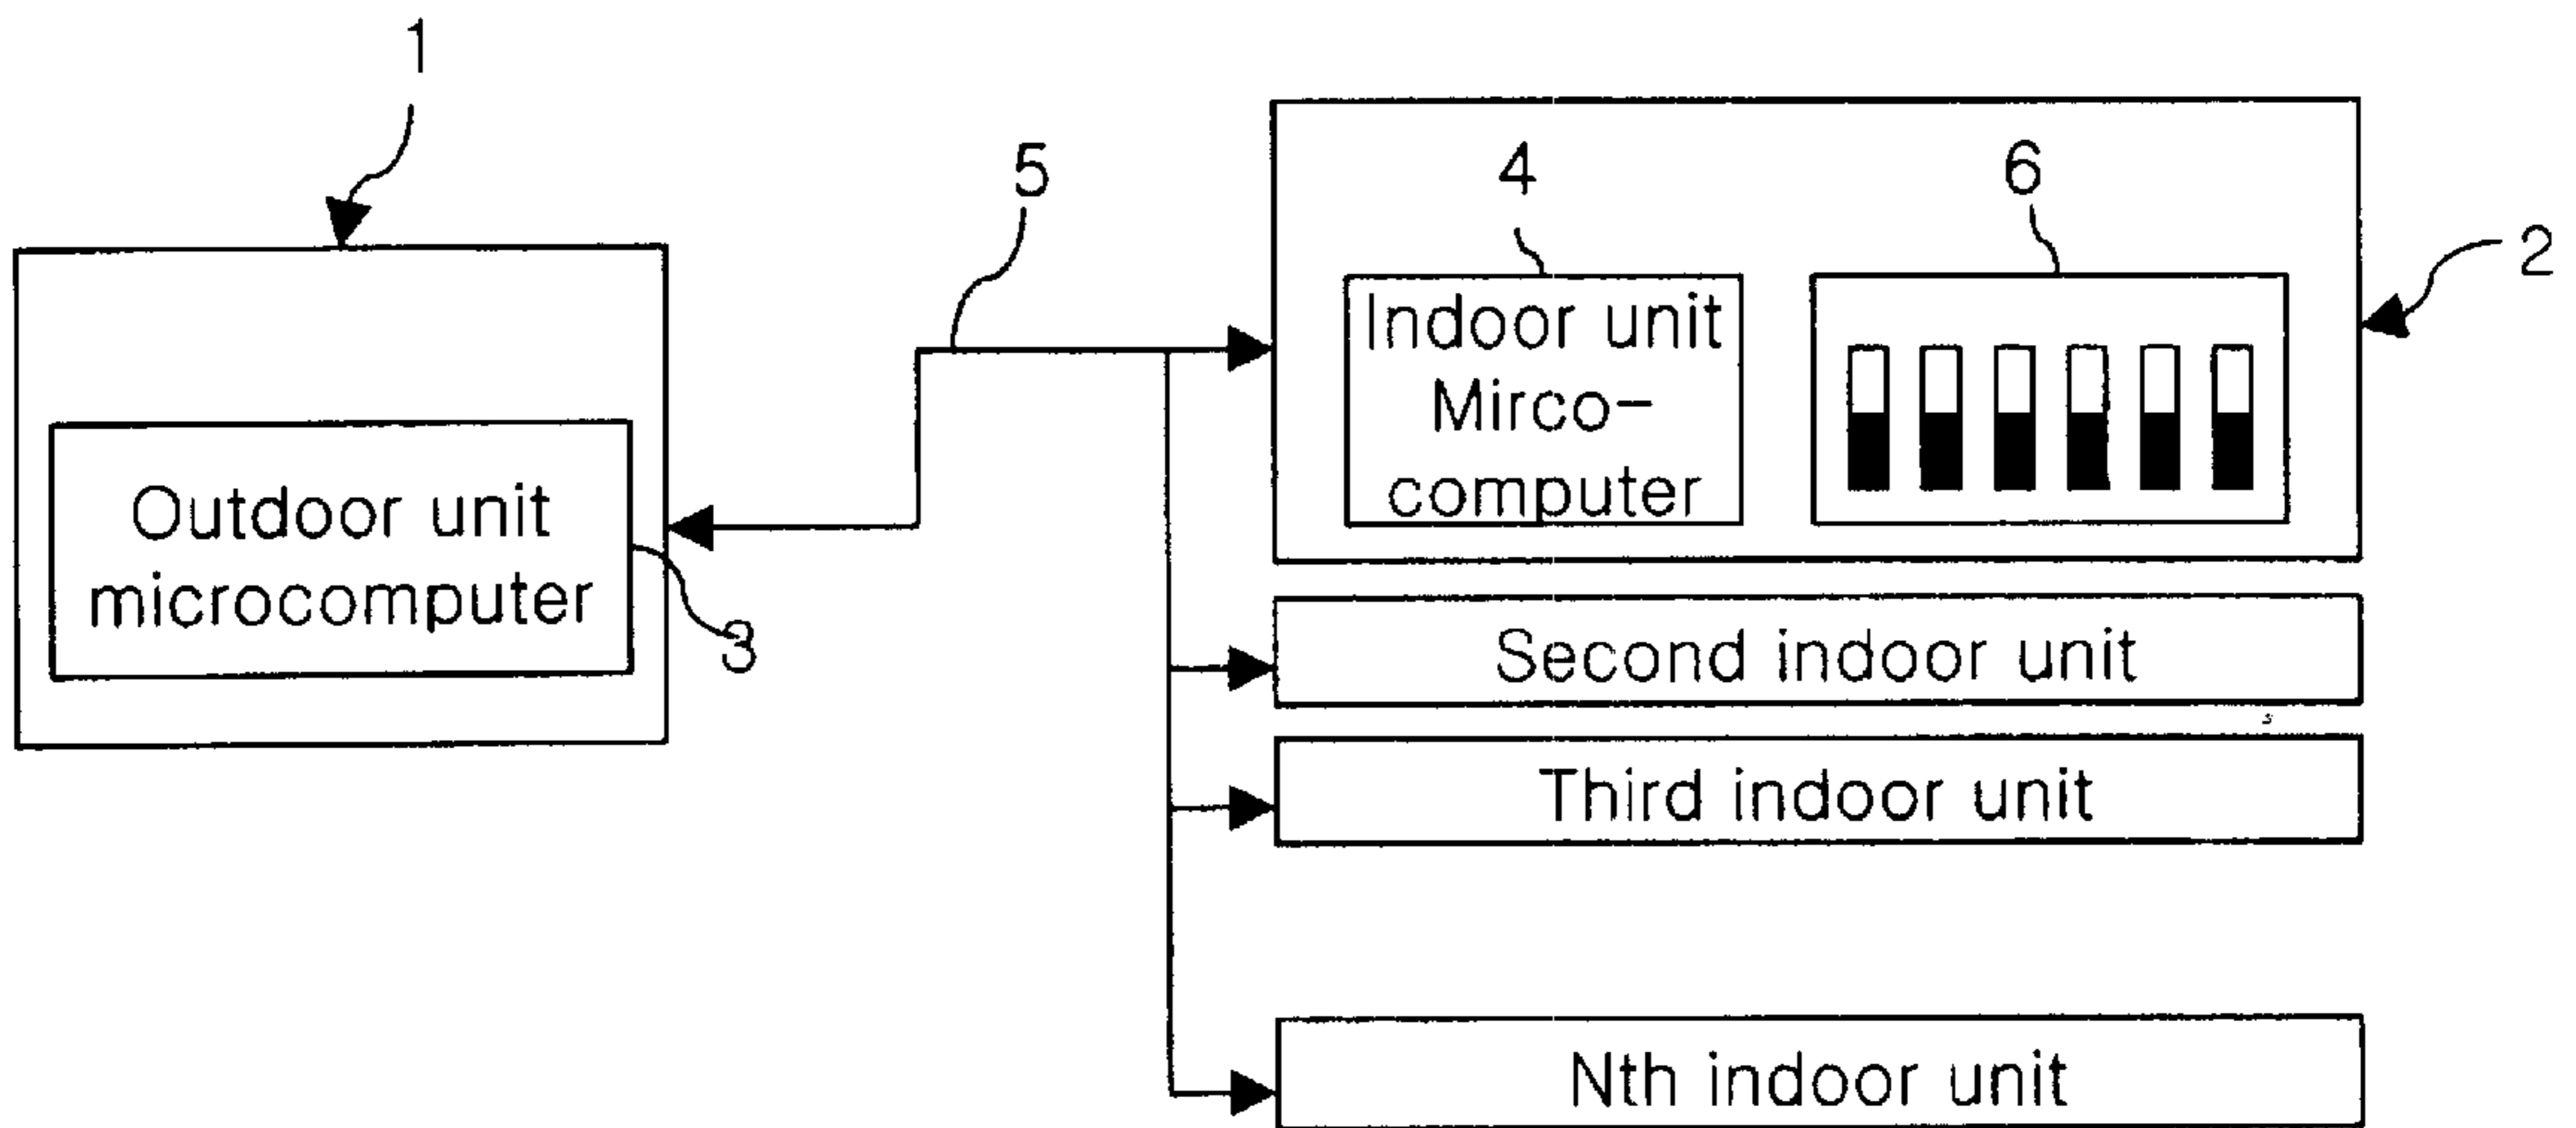 1
5
4
6
2
Indoor unit
Mirco-
computer
Outdoor unit
microcomputer
3
Second indoor unit
Third indoor unit
Nth indoor unit